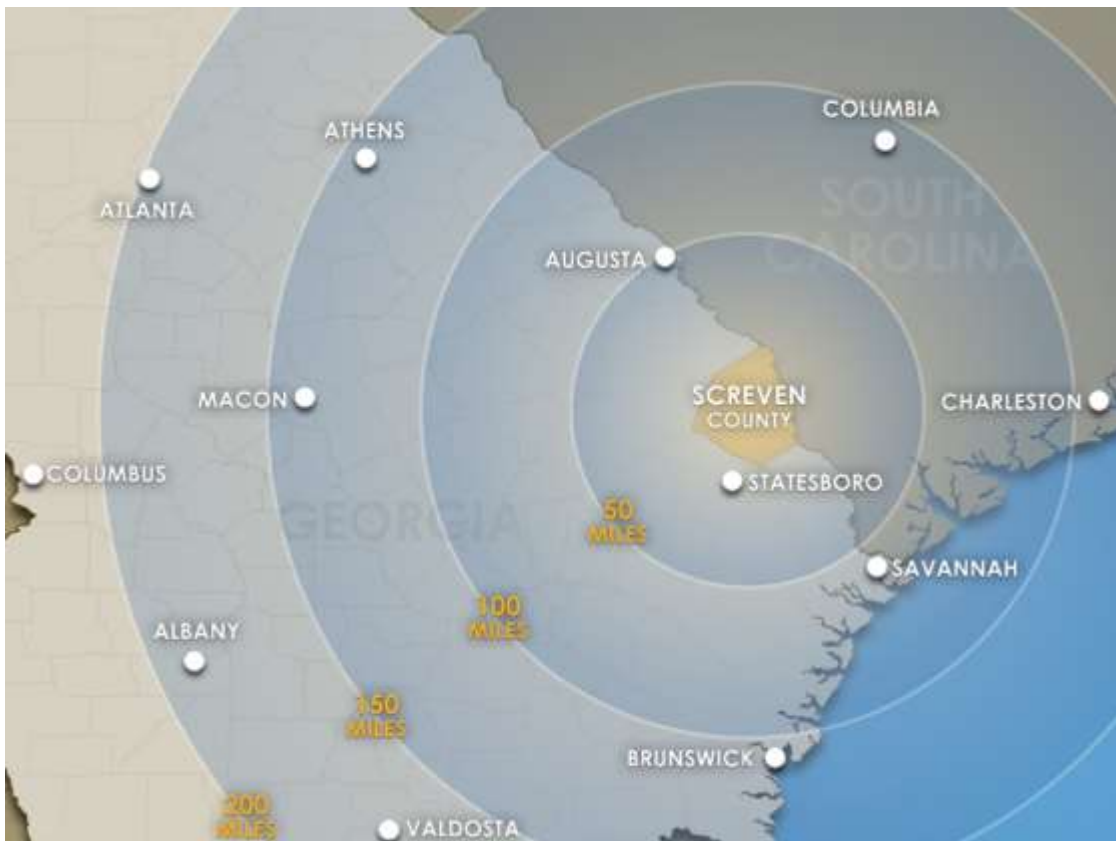 COLUMBIA
ATHENS
SOUTH
CAROLINA
ATLANTA
AUGUSTA
SCREVEN
COUNTY
MACON
CHARLESTON
COLUMBUS
STATESBORO
GEORGIA
50
MILES
SAVANNAH
100
MILES
ALBANY
150
MILES
BRUNSWICK
200
MILES
VALDOSTA